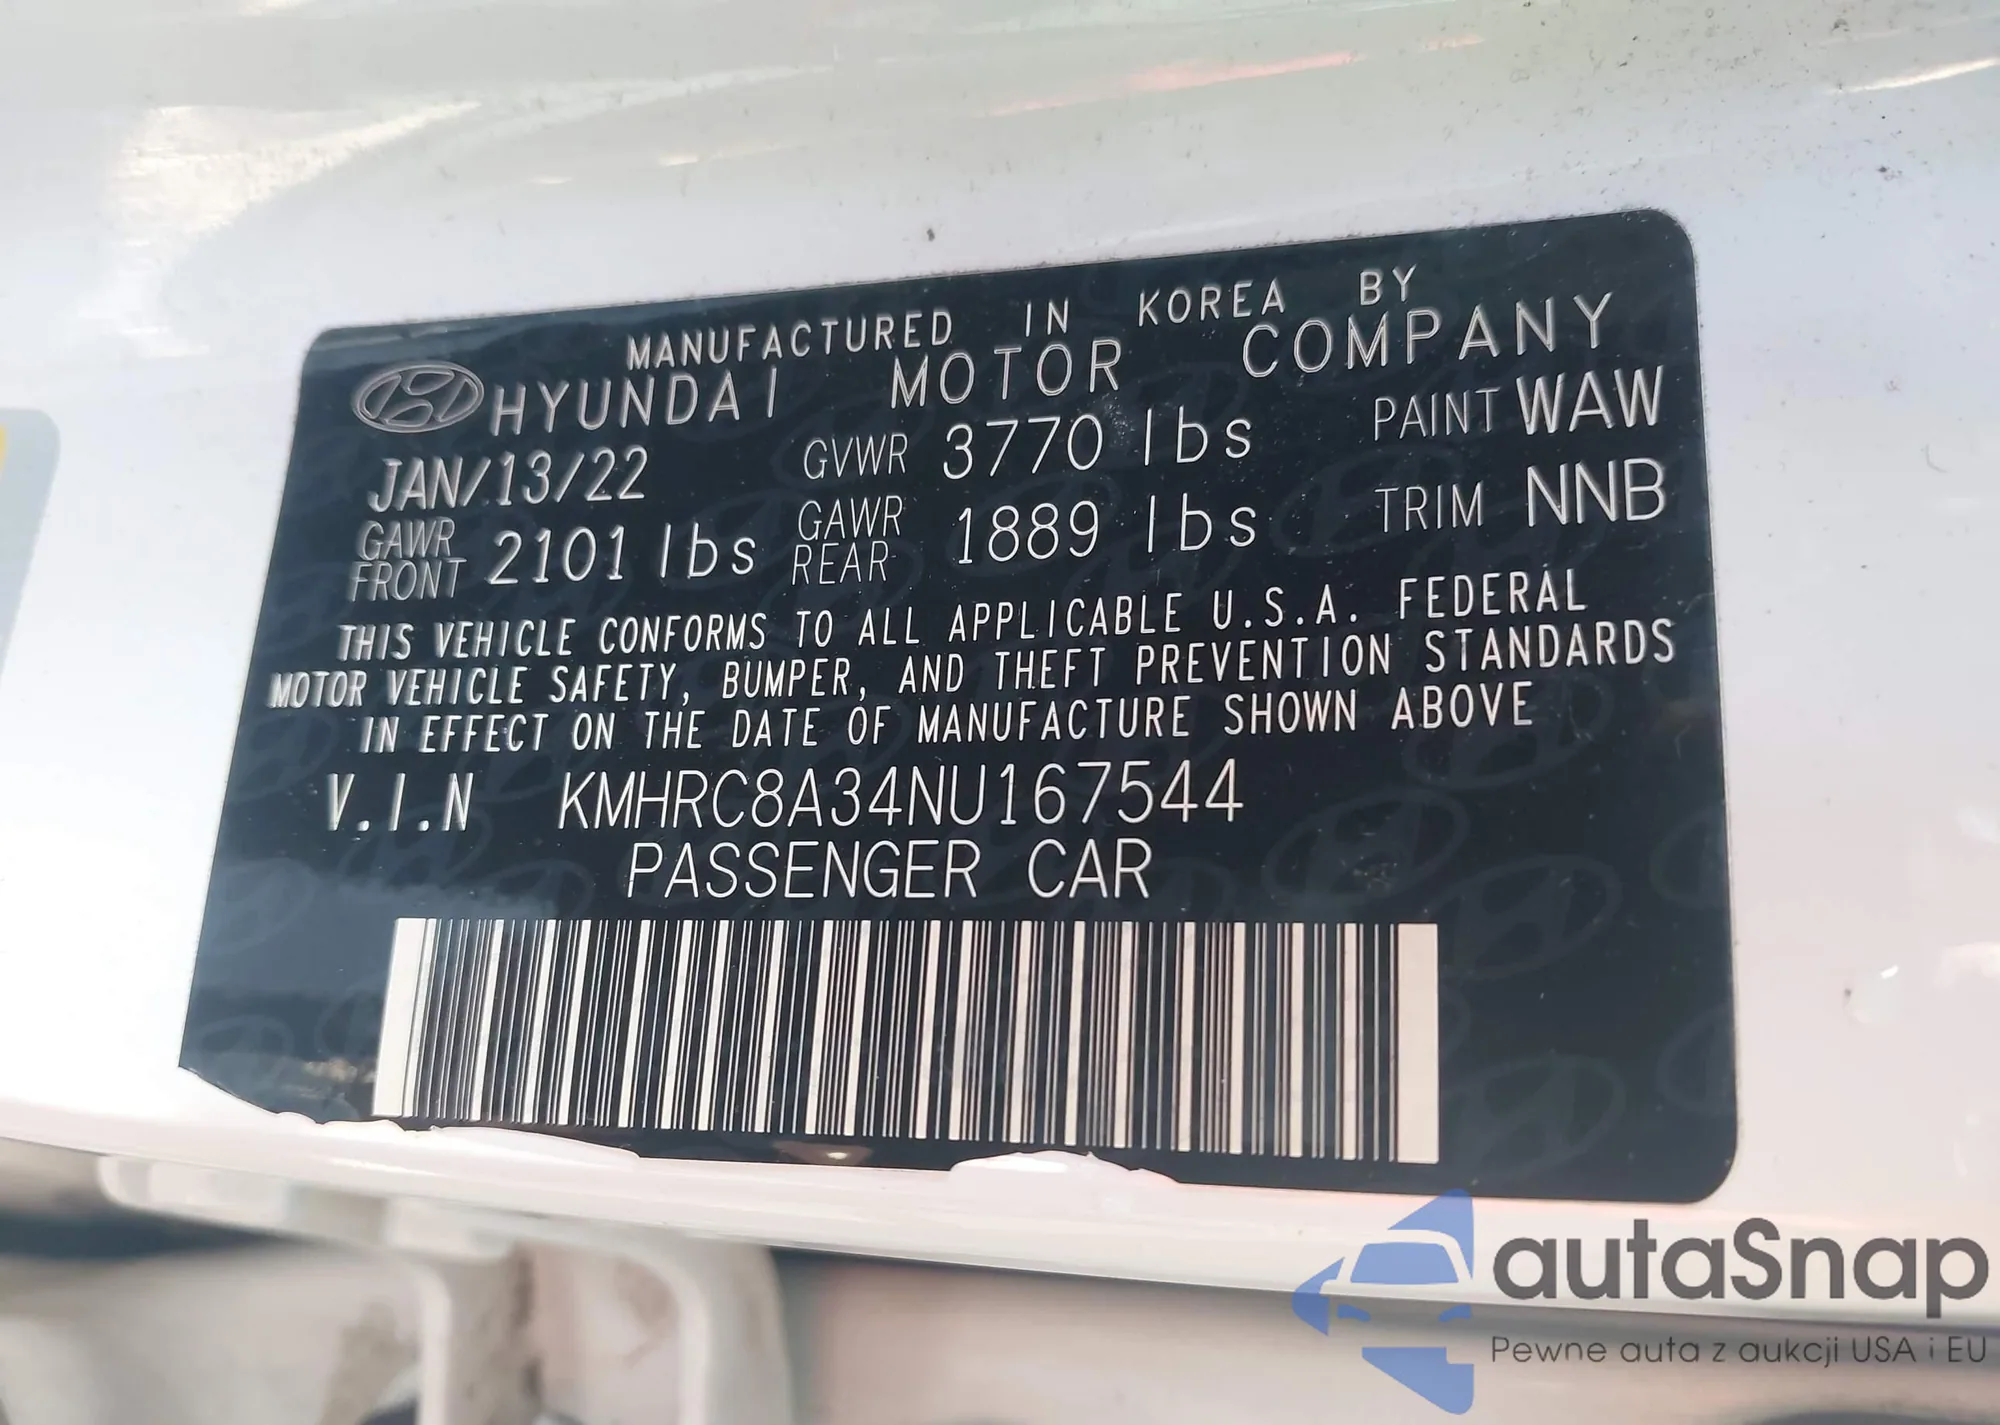 MANUFACTURED IN KOREA BY
HYUNDAI MOTOR COMPANY
JAN/13/22 GVWR 3770 lbs PAINT WAW
GAWR FRONT 2101 lbs GAWR REAR 1889 lbs TRIM NNB
THIS VEHICLE CONFORMS TO ALL APPLICABLE U.S.A. FEDERAL
MOTOR VEHICLE SAFETY, BUMPER, AND THEFT PREVENTION STANDARDS
IN EFFECT ON THE DATE OF MANUFACTURE SHOWN ABOVE
V.I.N KMHRC8A34NU167544
PASSENGER CAR
autaSnap
Pewne auta z aukcji USA i EU